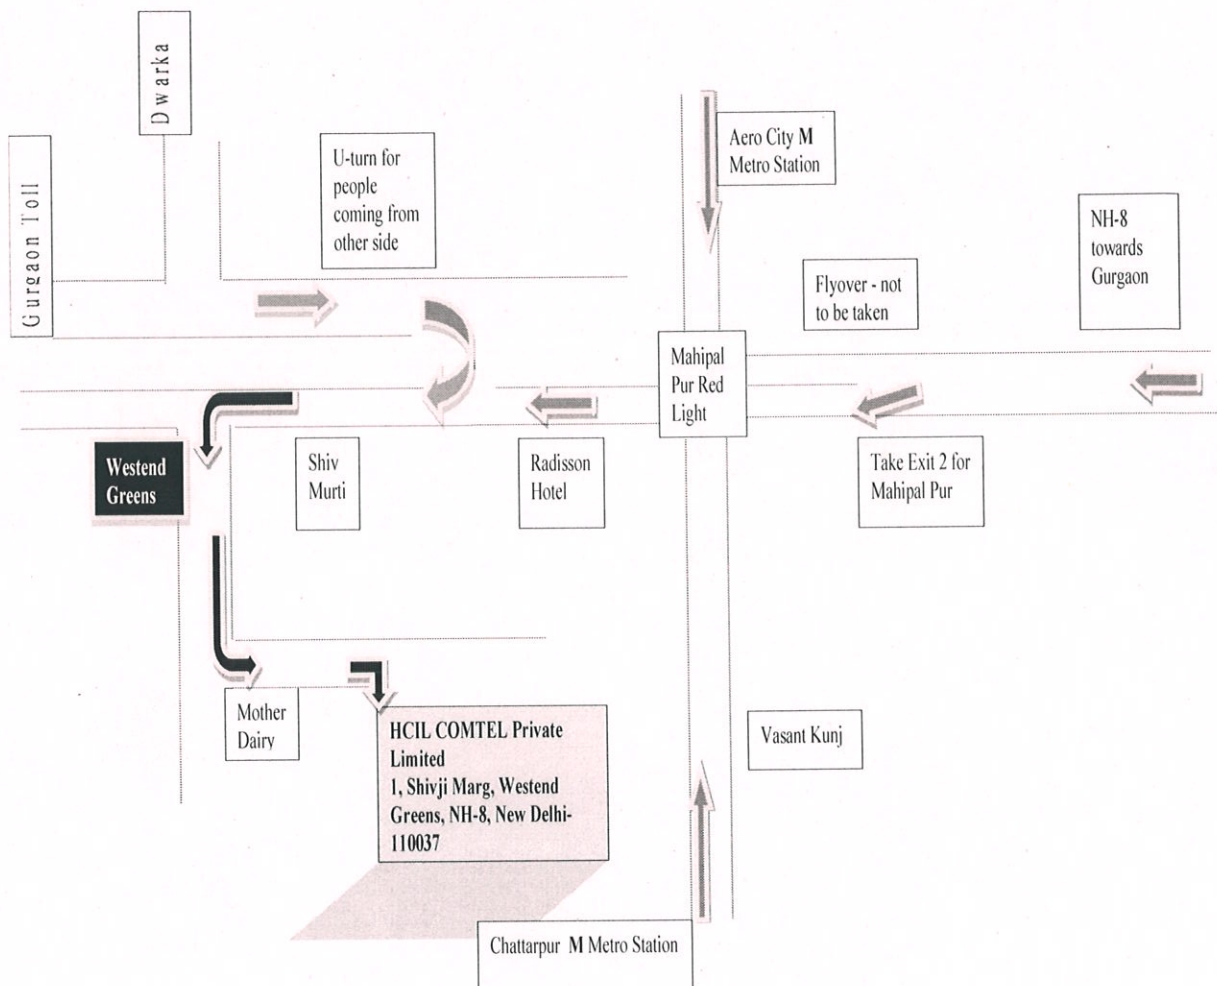 Dwarka
Gurgaon Toll
U-turn for
people
coming from
other side
Aero City M
Metro Station
NH-8
towards
Gurgaon
Flyover - not
to be taken
Mahipal
Pur Red
Light
Westend
Greens
Shiv
Murti
Radisson
Hotel
Take Exit 2 for
Mahipal Pur
Mother
Dairy
HCIL COMTEL Private
Limited
1, Shivji Marg, Westend
Greens, NH-8, New Delhi-
110037
Vasant Kunj
Chattarpur M Metro Station